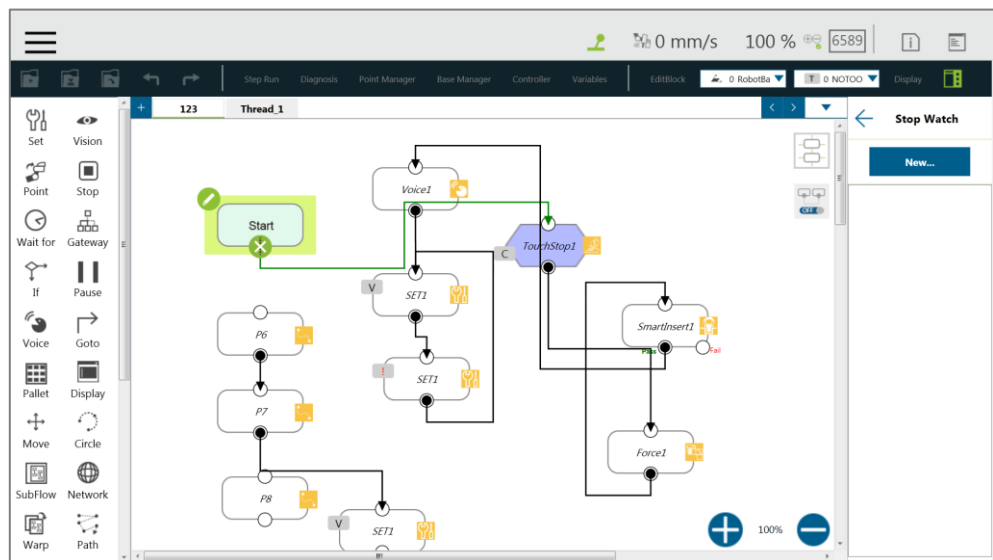 0 mm/s 100 % 6589
Step Run Diagnosis Point Manager Base Manager Controller Variables EditBlock 0 RobotBa T 0 NOTOO Display
+ 123 Thread_1
Stop Watch
New...
Set Vision
Point Stop
Wait for Gateway
If Pause
Voice Goto
Pallet Display
Move Circle
SubFlow Network
Warp Path
Voice1
Start
TouchStop1
C
V
SET1
OFF
P6
SmartInsert1
Pass
Fail
!
SET1
P7
Force1
P8
V
SET1
100%